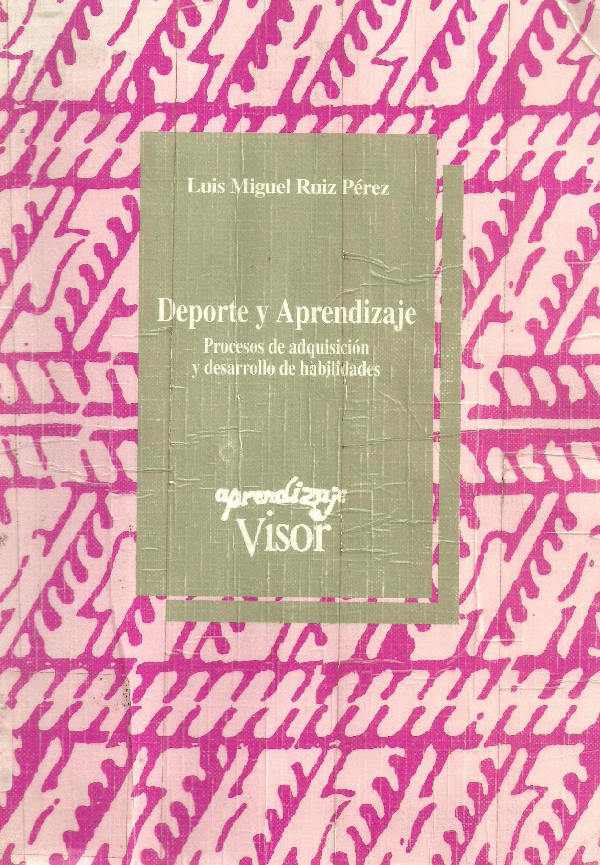 Luis Miguel Ruiz Pérez
Deporte y Aprendizaje
Procesos de adquisición
y desarrollo de habilidades
aprendizaje
Visor